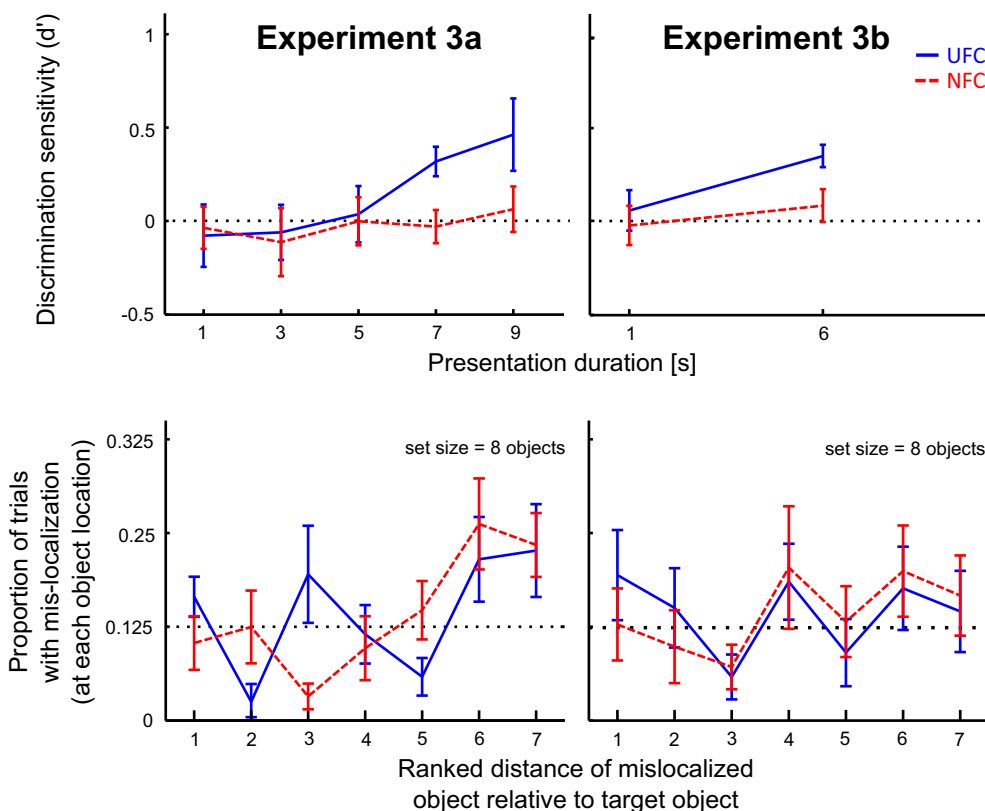 Experiment 3a
Experiment 3b
UFC
NFC
Discrimination sensitivity (d')
1
0.5
0
-0.5
1 3 5 7 9
1 6
Presentation duration [s]
Proportion of trials
with mis-localization
(at each object location)
0.325
0.25
0.125
0
set size = 8 objects
set size = 8 objects
1 2 3 4 5 6 7
1 2 3 4 5 6 7
Ranked distance of mislocalized
object relative to target object